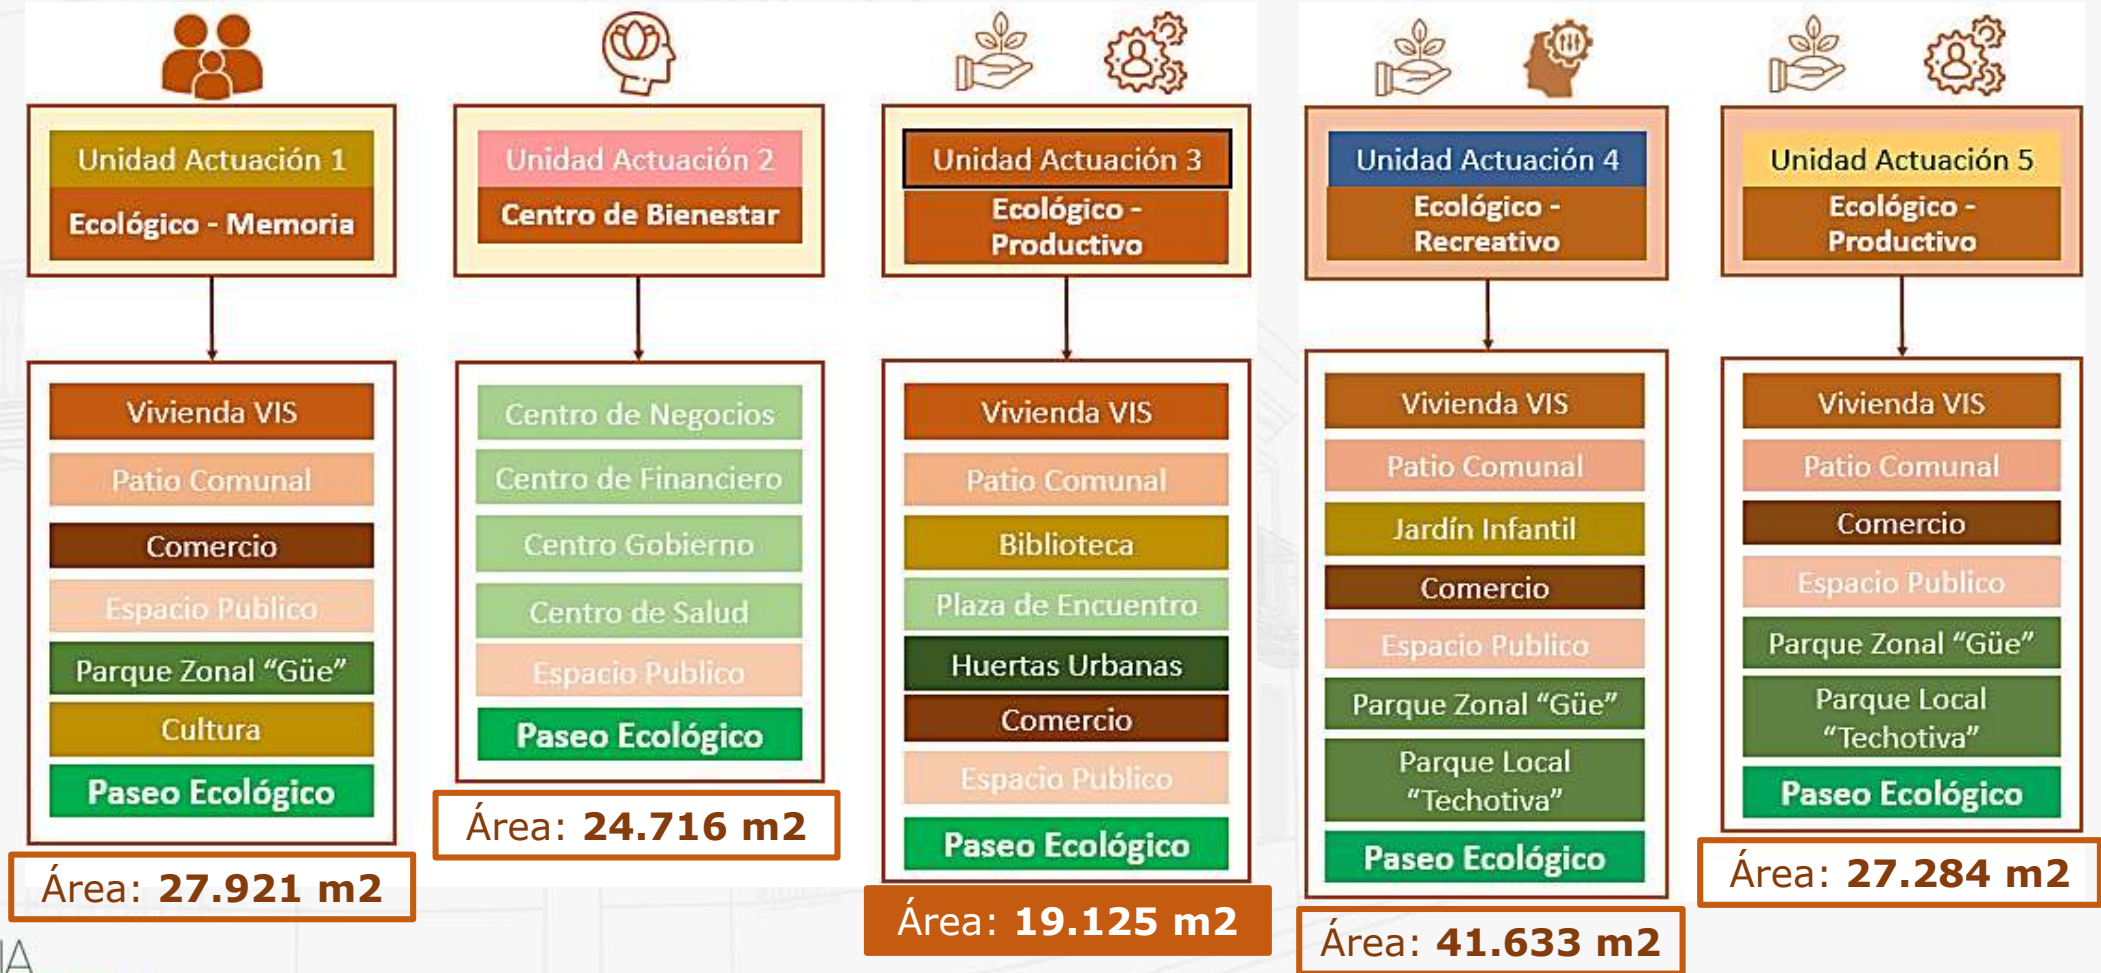 Unidad Actuación 1
Ecológico - Memoria
Vivienda VIS
Patio Comunal
Comercio
Espacio Publico
Parque Zonal “Güe”
Cultura
Paseo Ecológico
Área: 27.921 m2
Unidad Actuación 2
Centro de Bienestar
Centro de Negocios
Centro de Financiero
Centro Gobierno
Centro de Salud
Espacio Publico
Paseo Ecológico
Área: 24.716 m2
Unidad Actuación 3
Ecológico -
Productivo
Vivienda VIS
Patio Comunal
Biblioteca
Plaza de Encuentro
Huertas Urbanas
Comercio
Espacio Publico
Paseo Ecológico
Área: 19.125 m2
Unidad Actuación 4
Ecológico -
Recreativo
Vivienda VIS
Patio Comunal
Jardín Infantil
Comercio
Espacio Publico
Parque Zonal “Güe”
Parque Local
“Techotiva”
Paseo Ecológico
Área: 41.633 m2
Unidad Actuación 5
Ecológico -
Productivo
Vivienda VIS
Patio Comunal
Comercio
Espacio Publico
Parque Zonal “Güe”
Parque Local
“Techotiva”
Paseo Ecológico
Área: 27.284 m2